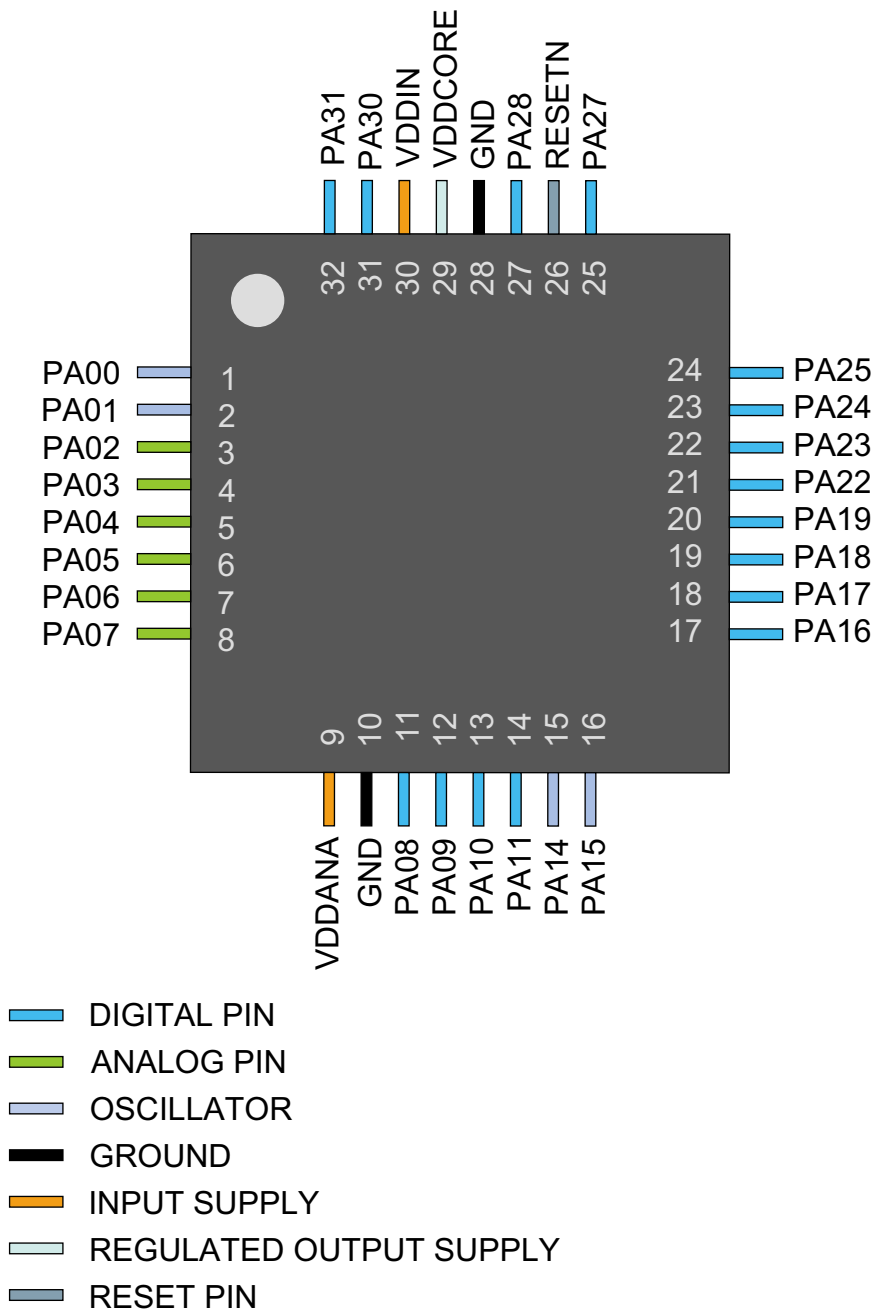 PA31
PA30
VDDIN
VDDCORE
GND
PA28
RESETN
PA27
32
31
30
29
28
27
26
25
PA00 1
PA01 2
PA02 3
PA03 4
PA04 5
PA05 6
PA06 7
PA07 8
24 PA25
23 PA24
22 PA23
21 PA22
20 PA19
19 PA18
18 PA17
17 PA16
9
10
11
12
13
14
15
16
VDDANA
GND
PA08
PA09
PA10
PA11
PA14
PA15
DIGITAL PIN
ANALOG PIN
OSCILLATOR
GROUND
INPUT SUPPLY
REGULATED OUTPUT SUPPLY
RESET PIN